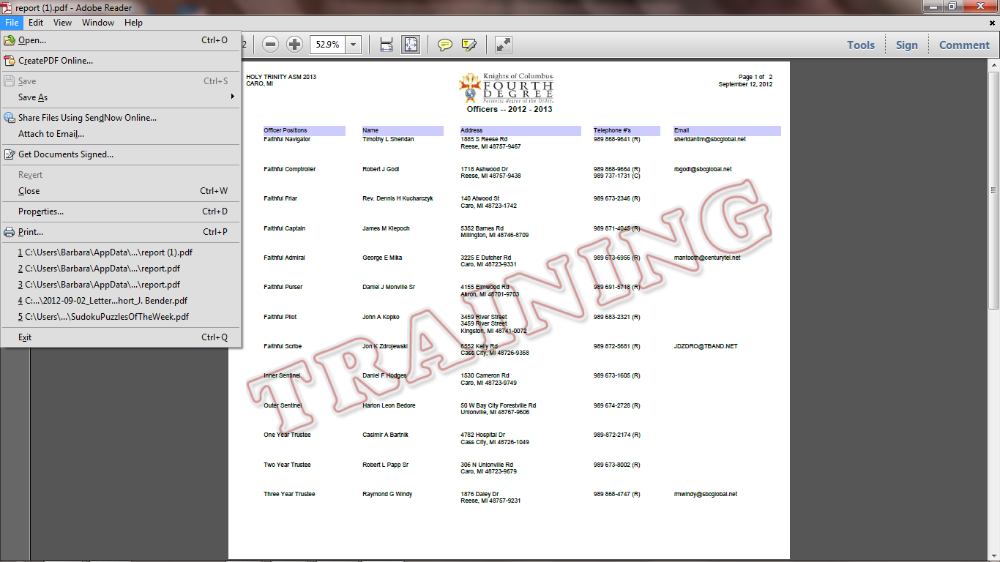 report (1).pdf - Adobe Reader
File Edit View Window Help
Open... Ctrl+O
CreatePDF Online...
Save Ctrl+S
Save As
Share Files Using SendNow Online...
Attach to Email...
Get Documents Signed...
Revert
Close Ctrl+W
Properties... Ctrl+D
Print... Ctrl+P
1 C:\Users\Barbara\AppData\...\report (1).pdf
2 C:\Users\Barbara\AppData\...\report.pdf
3 C:\Users\Barbara\AppData\...\report.pdf
4 C:...\2012-09-02_Letter...hort_J. Bender.pdf
5 C:\Users\...\SudokuPuzzlesOfTheWeek.pdf
Exit Ctrl+Q
2 52.9% Tools Sign Comment
HOLY TRINITY ASM 2013
CARO, MI
Knights of Columbus
FOURTH
DEGREE
Patriotic degree of the Order
Officers -- 2012 - 2013
Page 1 of 2
September 12, 2012
Officer Positions Name Address Telephone #'s Email
Faithful Navigator Timothy L Sheridan 1885 S Reese Rd 989 868-9641 (R) sheridantim@sbcglobal.net
Reese, MI 48757-9467
Faithful Comptroller Robert J Godi 1718 Ashwood Dr 989 868-9664 (R) rbgodi@sbcglobal.net
Reese, MI 48757-9438 989 737-1731 (C)
Faithful Friar Rev. Dennis H Kucharczyk 140 Atwood St 989 673-2346 (R)
Caro, MI 48723-1742
Faithful Captain James M Klepoch 5352 Barnes Rd 989 871-4045 (R)
Millington, MI 48746-8709
Faithful Admiral George E Mika 3225 E Dutcher Rd 989 673-6956 (R) mantooth@centurytel.net
Caro, MI 48723-9331
Faithful Purser Daniel J Monville Sr 4155 Elmwood Rd 989 691-5718 (R)
Akron, MI 48701-9703
Faithful Pilot John A Kopko 3459 River Street 989 683-2321 (R)
3459 River Street
Kingston, MI 48741-0072
Faithful Scribe Jon K Zdrojewski 6552 Kelly Rd 989 872-5681 (R) JDZDRO@TBAND.NET
Cass City, MI 48726-9358
Inner Sentinel Daniel F Hodges 1530 Cameron Rd 989 673-1605 (R)
Caro, MI 48723-9749
Outer Sentinel Harlon Leon Bedore 50 W Bay City Forestville Rd 989 674-2728 (R)
Unionville, MI 48767-9606
One Year Trustee Casimir A Bartnik 4782 Hospital Dr 989-872-2174 (R)
Cass City, MI 48726-1049
Two Year Trustee Robert L Papp Sr 306 N Unionville Rd 989 673-8002 (R)
Caro, MI 48723-9679
Three Year Trustee Raymond G Windy 1876 Daley Dr 989 868-4747 (R) rmwindy@sbcglobal.net
Reese, MI 48757-9231
TRAINING